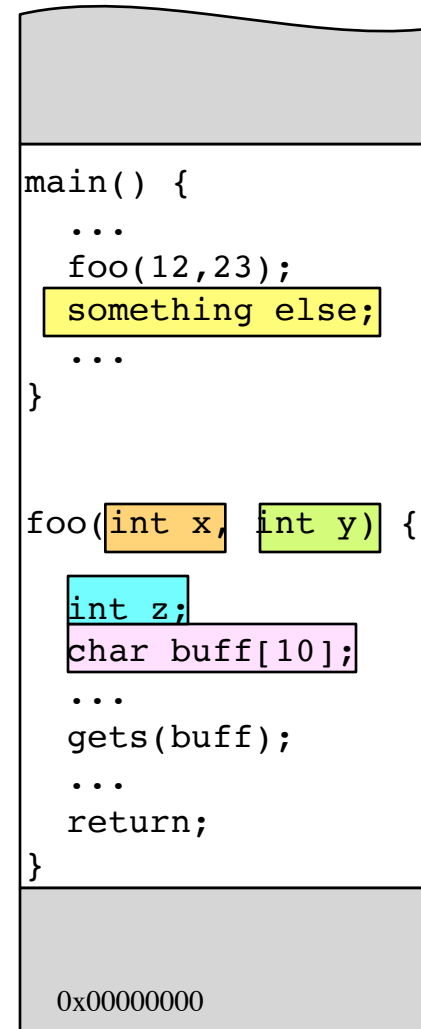 main() {
...
foo(12,23);
something else;
...
}
foo(int x, int y) {
int z;
char buff[10];
...
gets(buff);
...
return;
}
0x00000000